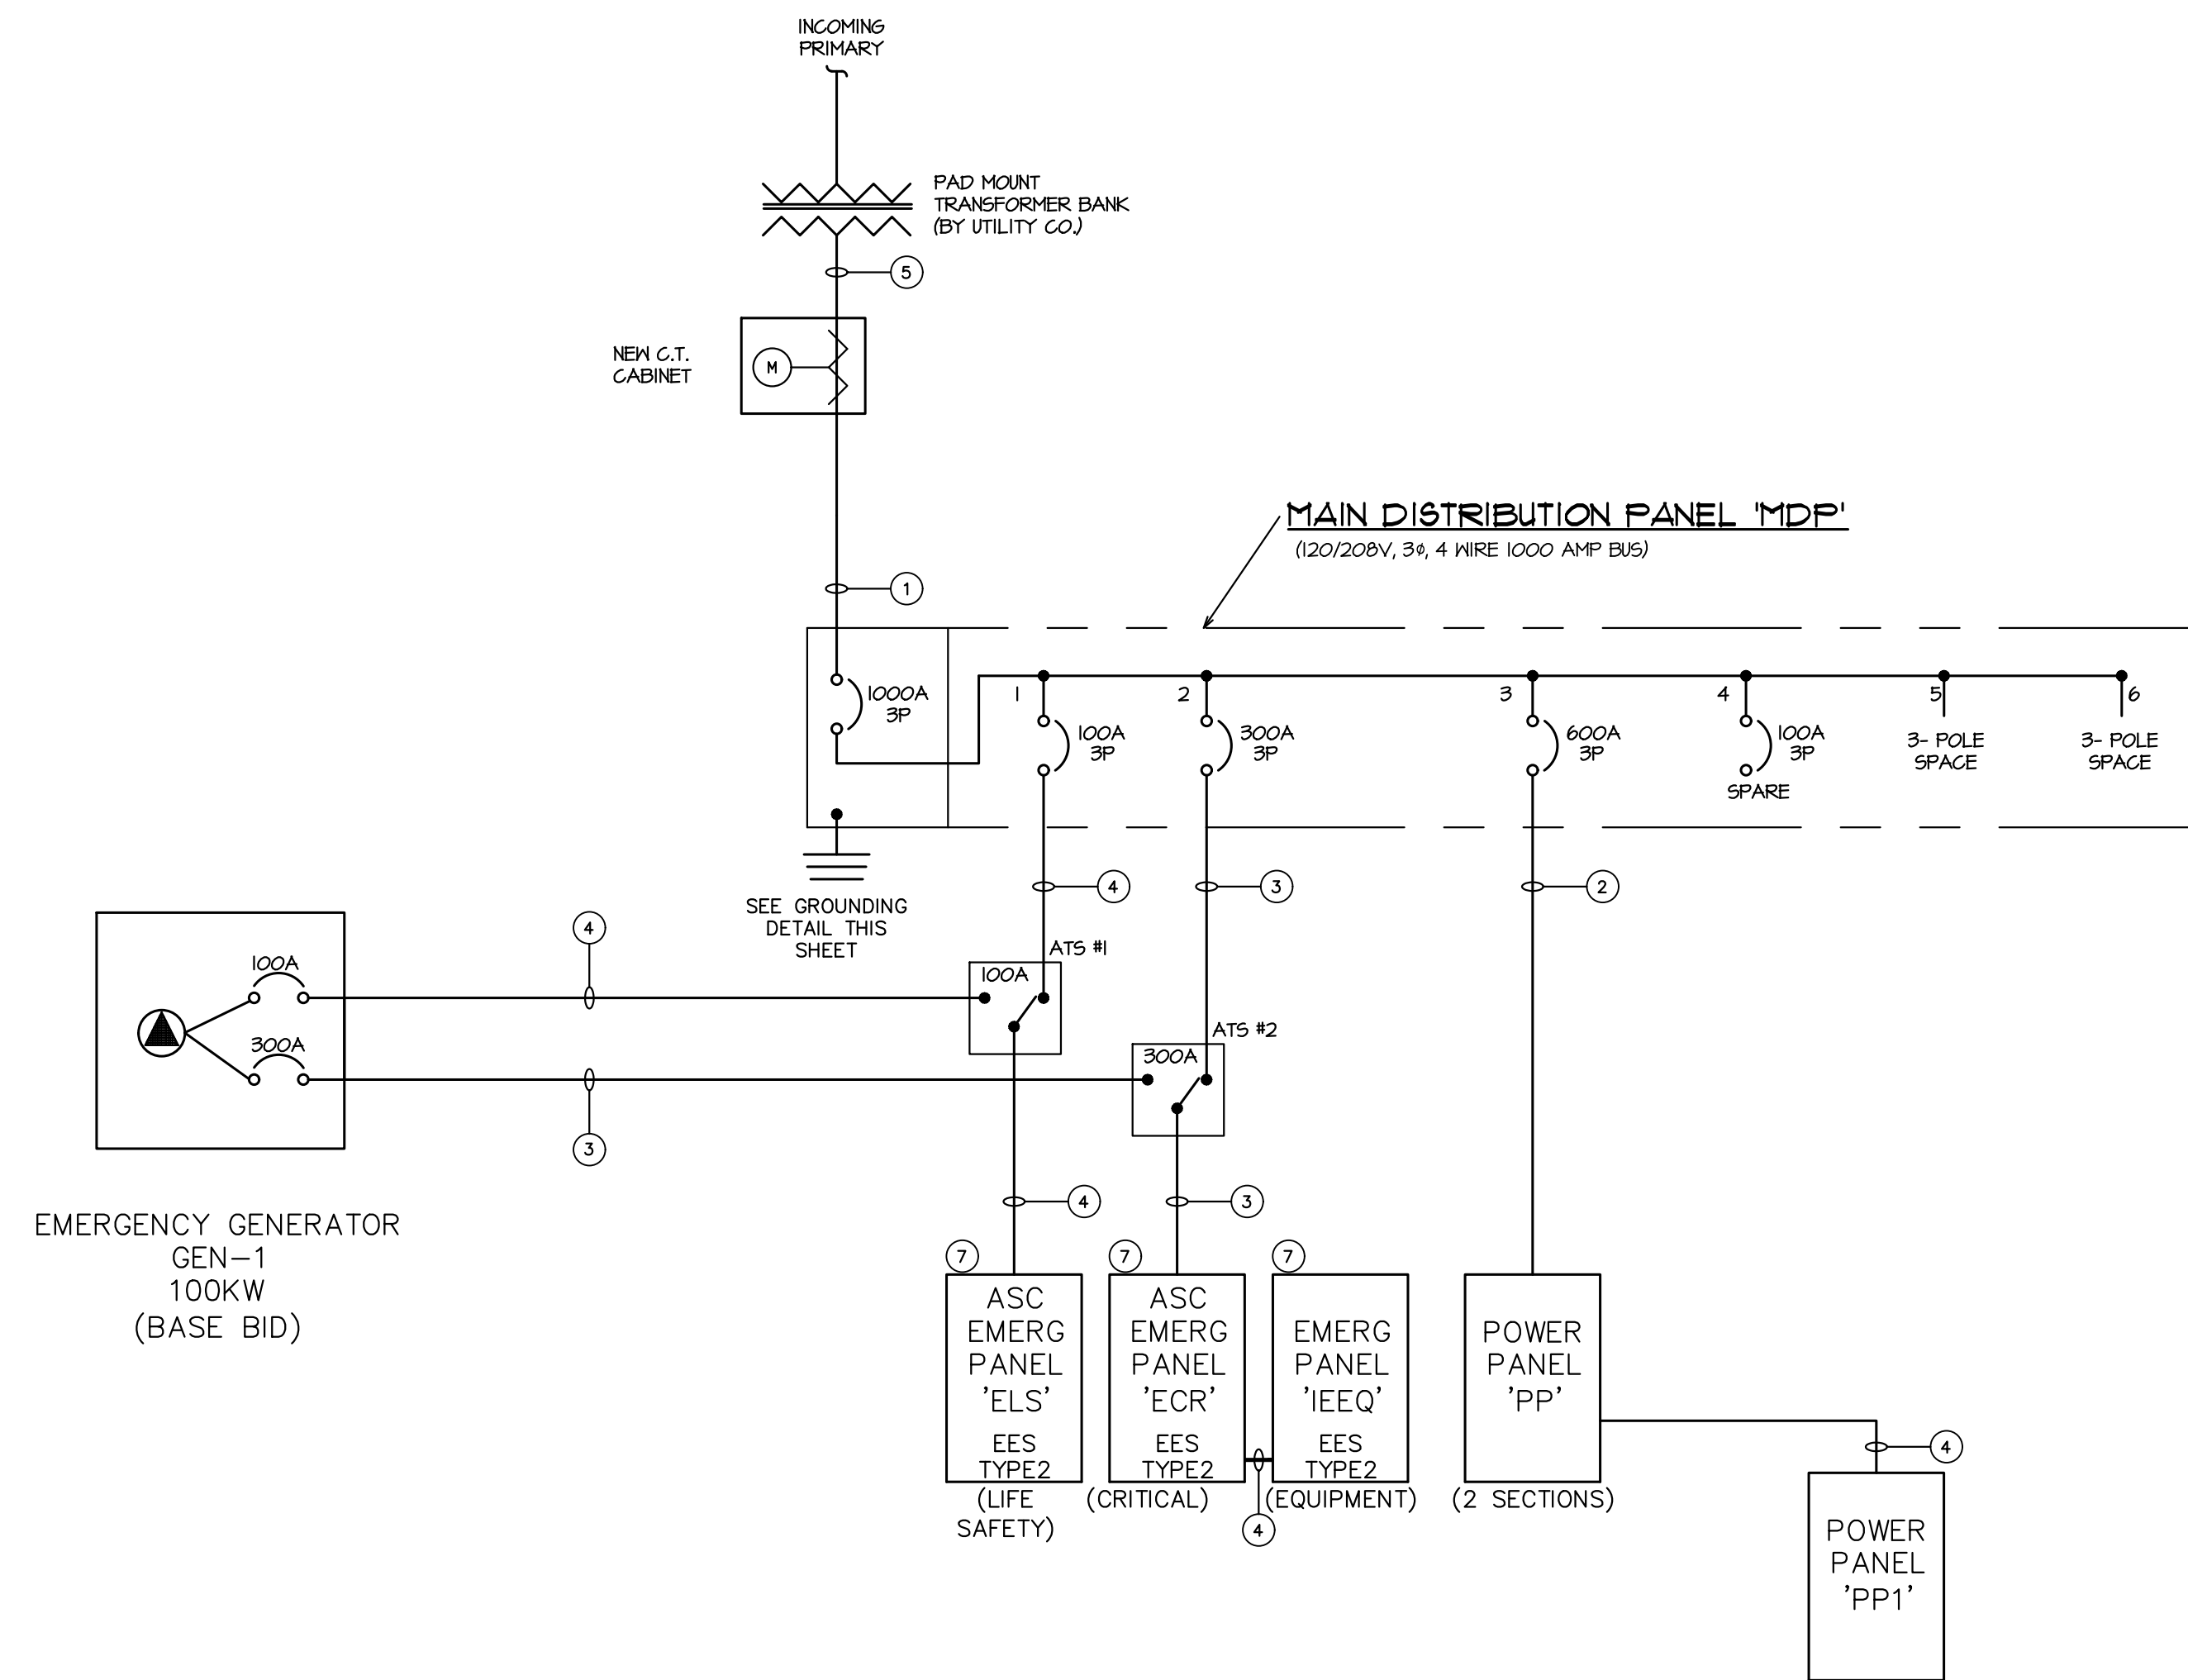 INCOMING
PRIMARY
PAD MOUNT
TRANSFORMER BANK
(BY UTILITY CO.)
5
NEW C.T.
CABINET
M
MAIN DISTRIBUTION PANEL 'MDP'
(120/208V, 3ø, 4 WIRE 1000 AMP BUS)
1
1000A
3P
1
100A
3P
2
300A
3P
3
600A
3P
4
100A
3P
SPARE
5
3- POLE
SPACE
6
3- POLE
SPACE
SEE GROUNDING
DETAIL THIS
SHEET
4
3
2
4
100A
300A
3
ATS #1
100A
ATS #2
300A
EMERGENCY GENERATOR
GEN-1
100KW
(BASE BID)
4
3
7
ASC
EMERG
PANEL
'ELS'
EES
TYPE2
(LIFE
SAFETY)
7
ASC
EMERG
PANEL
'ECR'
EES
TYPE2
(CRITICAL)
7
EMERG
PANEL
'1EEQ'
EES
TYPE2
(EQUIPMENT)
4
POWER
PANEL
'PP'
(2 SECTIONS)
4
POWER
PANEL
'PP1'